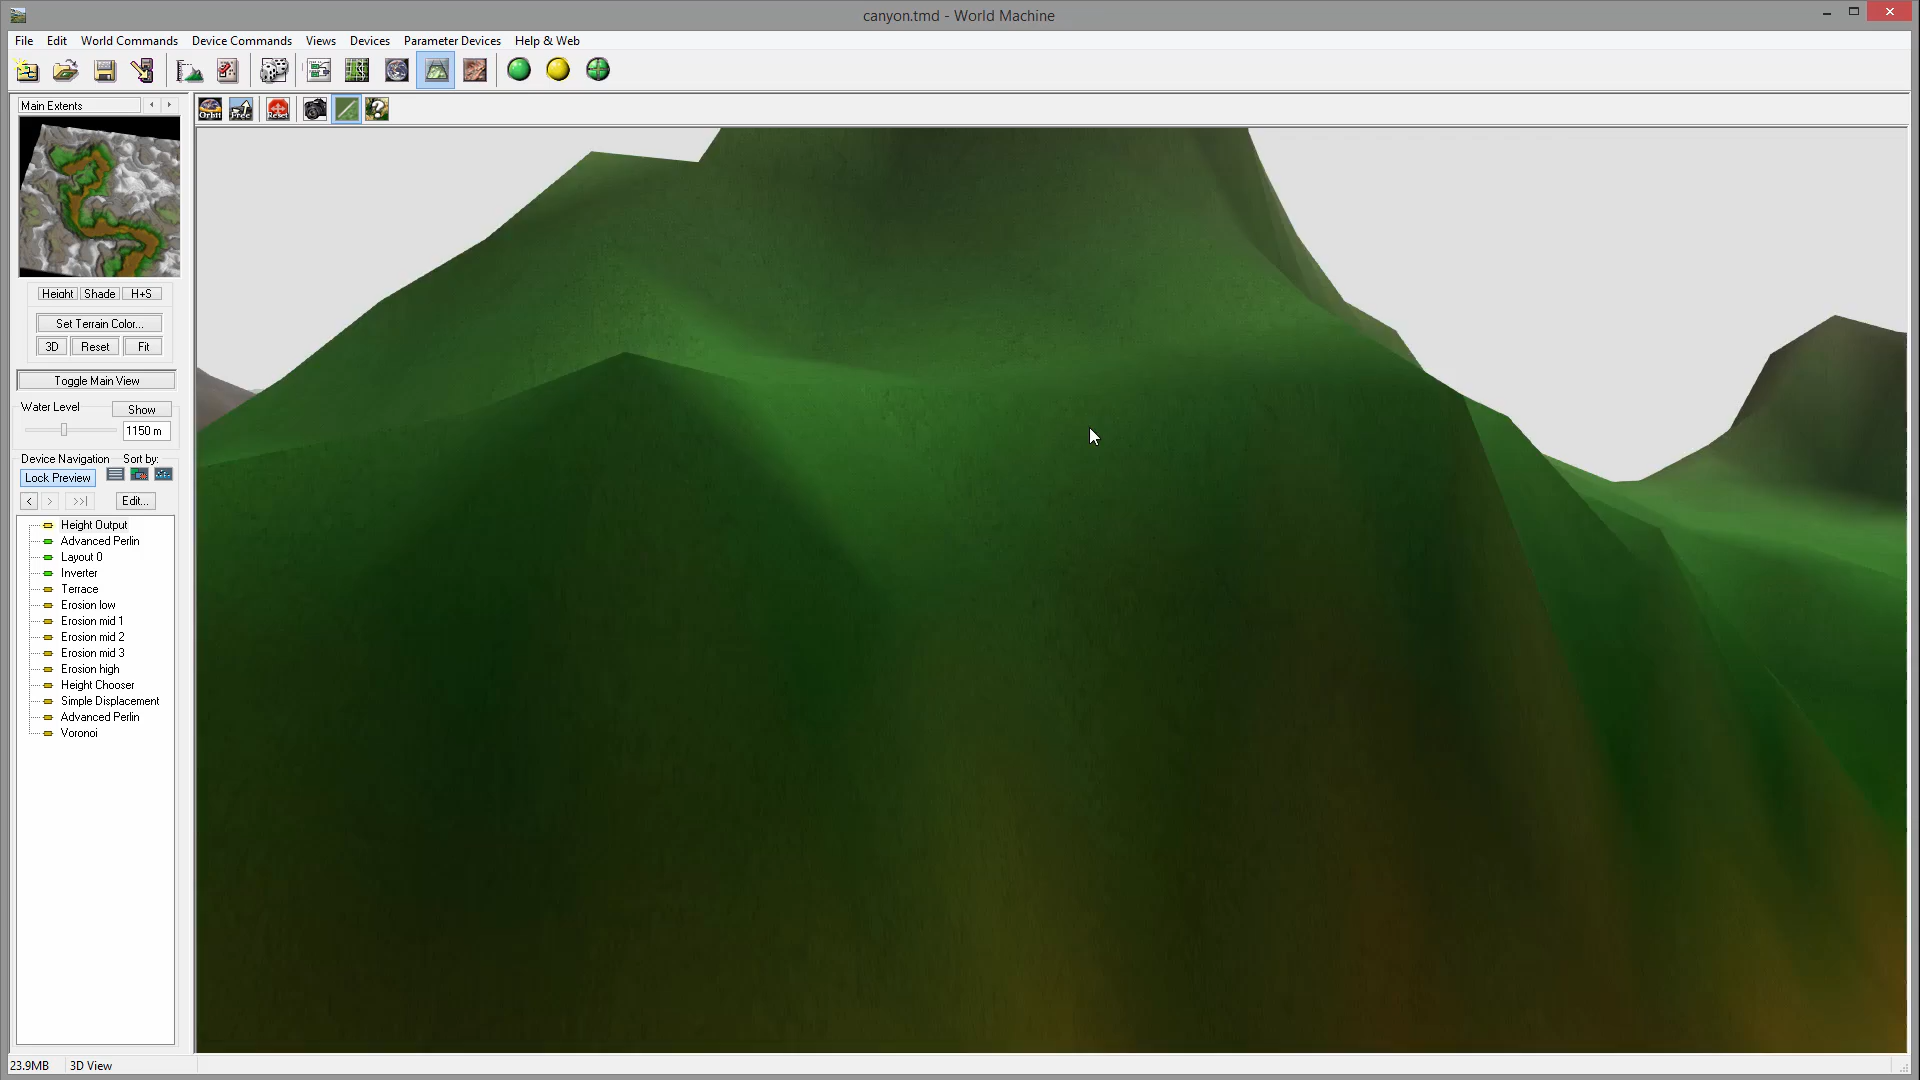 canyon.tmd - World Machine
File Edit World Commands Device Commands Views Devices Parameter Devices Help & Web
Main Extents
Orbit Free Reset
Height Shade H+S
Set Terrain Color...
3D Reset Fit
Toggle Main View
Water Level Show
1150 m
Device Navigation Sort by:
Lock Preview
< > >>| Edit...
Height Output
Advanced Perlin
Layout 0
Inverter
Terrace
Erosion low
Erosion mid 1
Erosion mid 2
Erosion mid 3
Erosion high
Height Chooser
Simple Displacement
Advanced Perlin
Voronoi
23.9MB 3D View